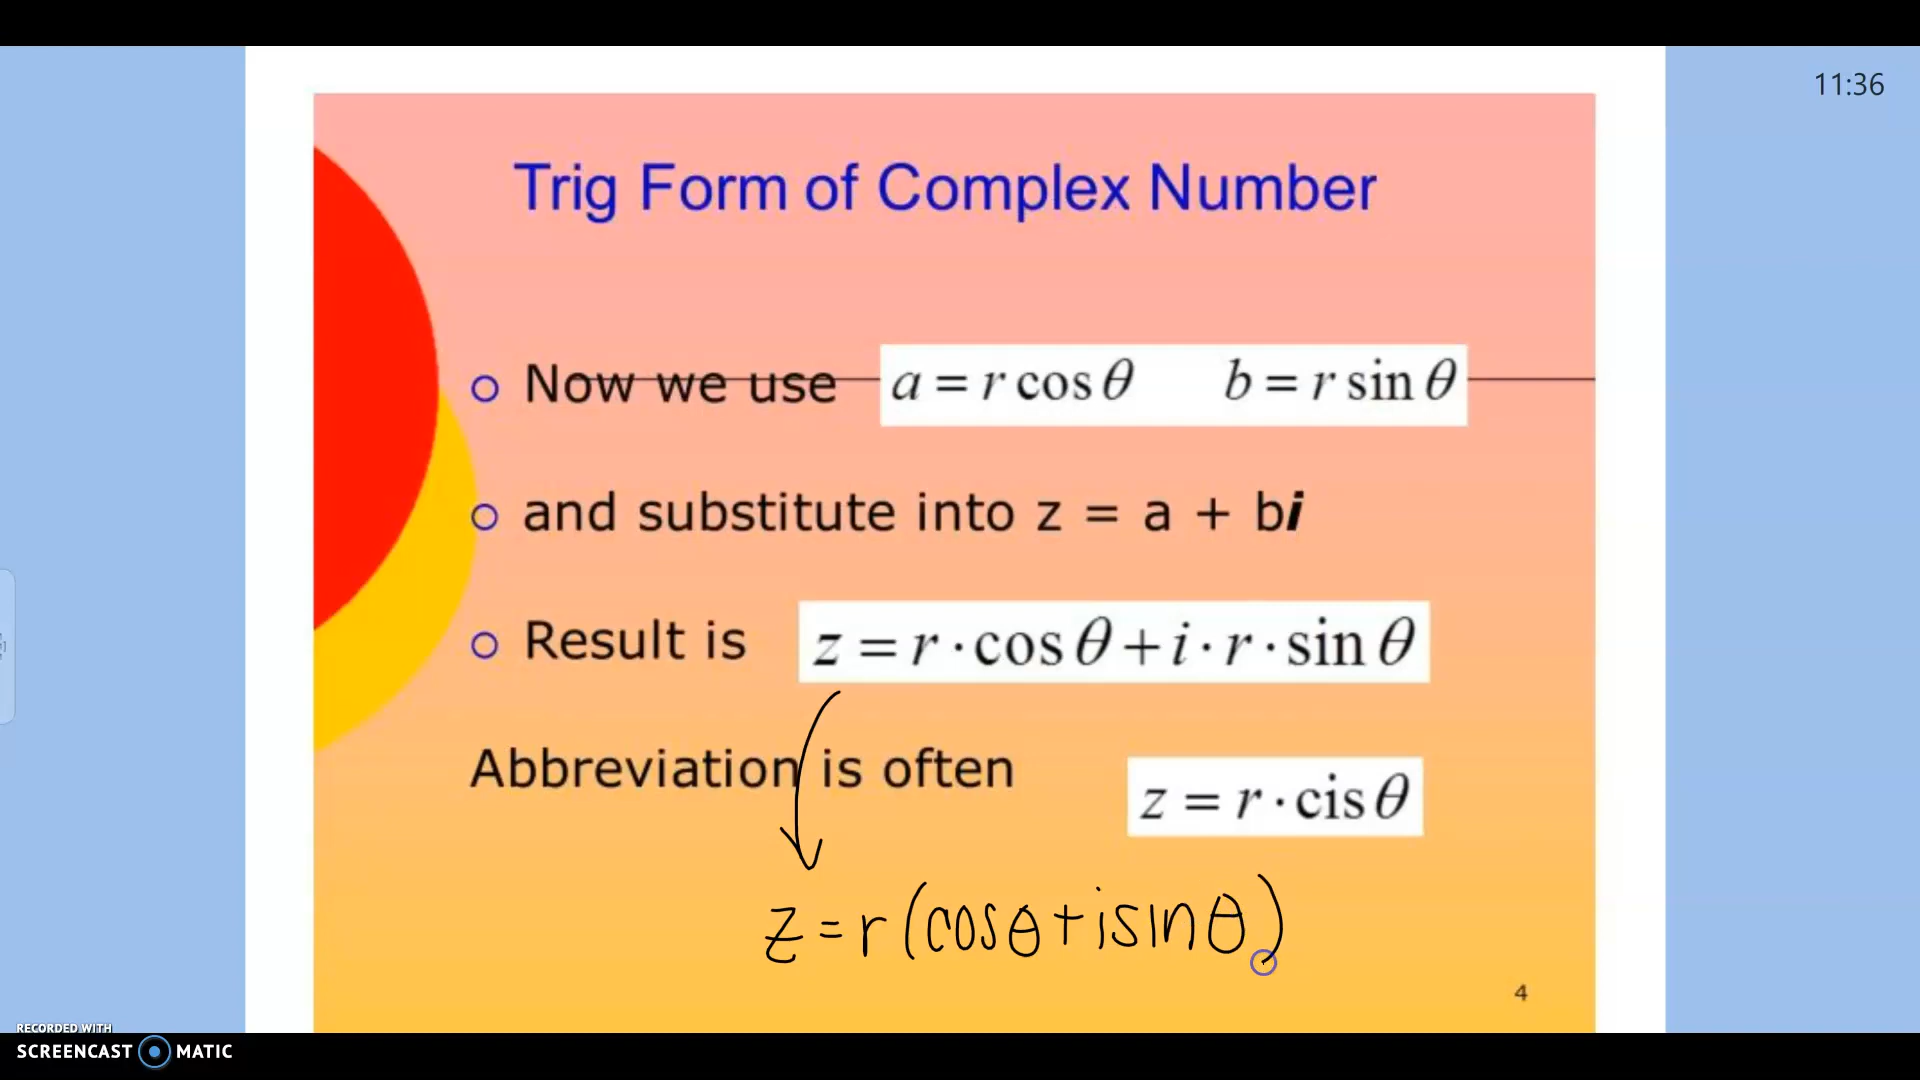 11:36
Trig Form of Complex Number
Now we use a = r cos θ b = r sin θ
and substitute into z = a + bi
Result is z = r · cos θ + i · r · sin θ
Abbreviation is often z = r · cis θ
z = r (cos θ + i sin θ)
4
RECORDED WITH
SCREENCAST MATIC